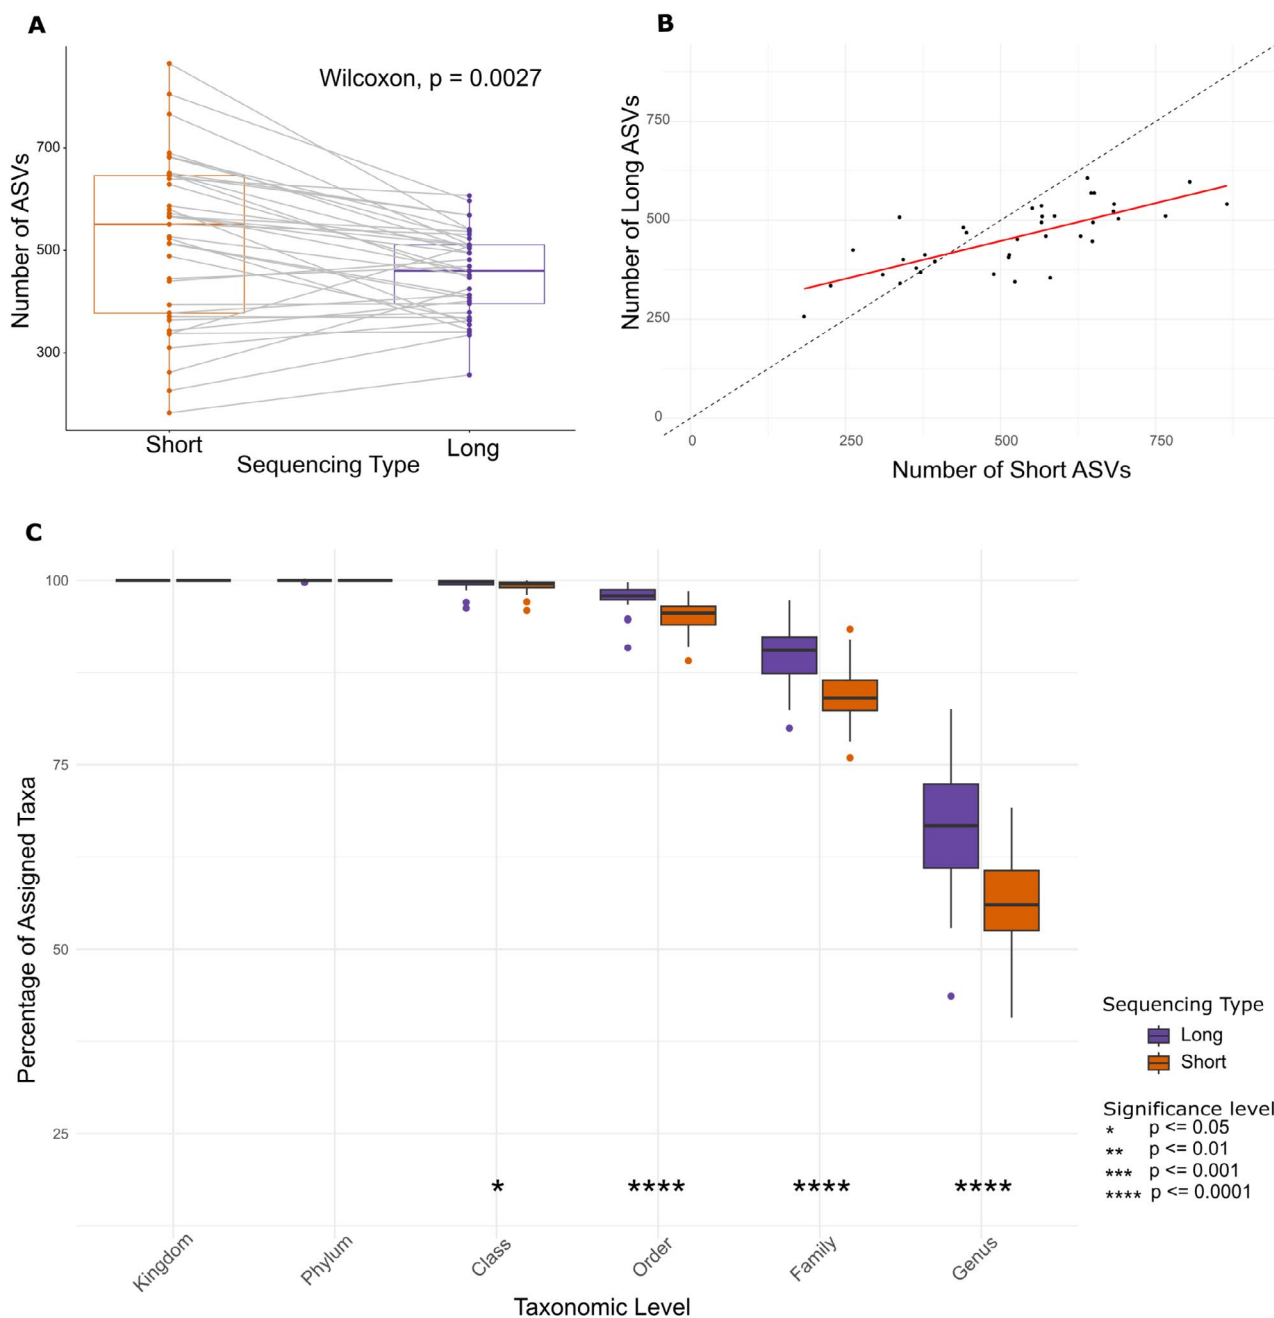 A
Wilcoxon, p = 0.0027
Number of ASVs
700
500
300
Short
Long
Sequencing Type
B
Number of Long ASVs
750
500
250
0
0
250
500
750
Number of Short ASVs
C
Percentage of Assigned Taxa
100
75
50
25
* **** **** ****
Kingdom
Phylum
Class
Order
Family
Genus
Taxonomic Level
Sequencing Type
Long
Short
Significance level
* p <= 0.05
** p <= 0.01
*** p <= 0.001
**** p <= 0.0001